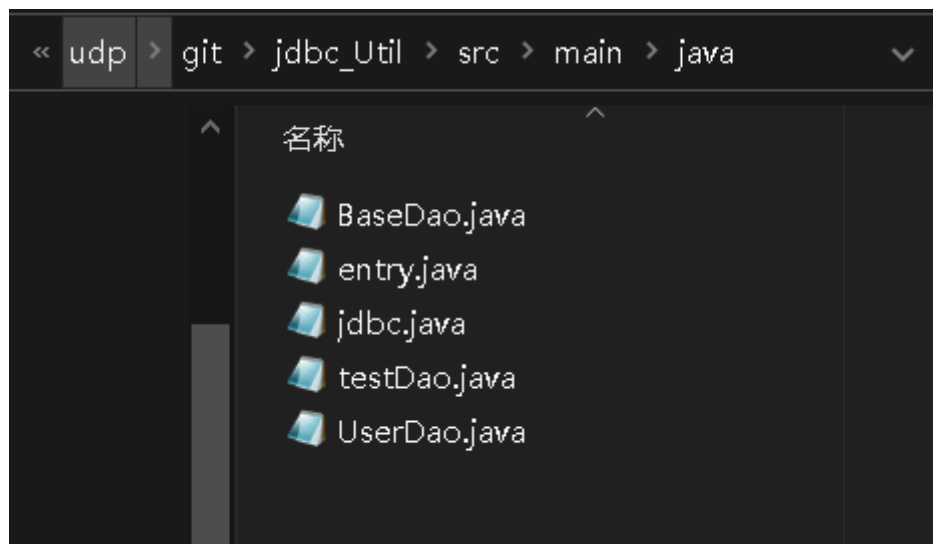 « udp > git > jdbc_Util > src > main > java
名称
BaseDao.java
entry.java
jdbc.java
testDao.java
UserDao.java